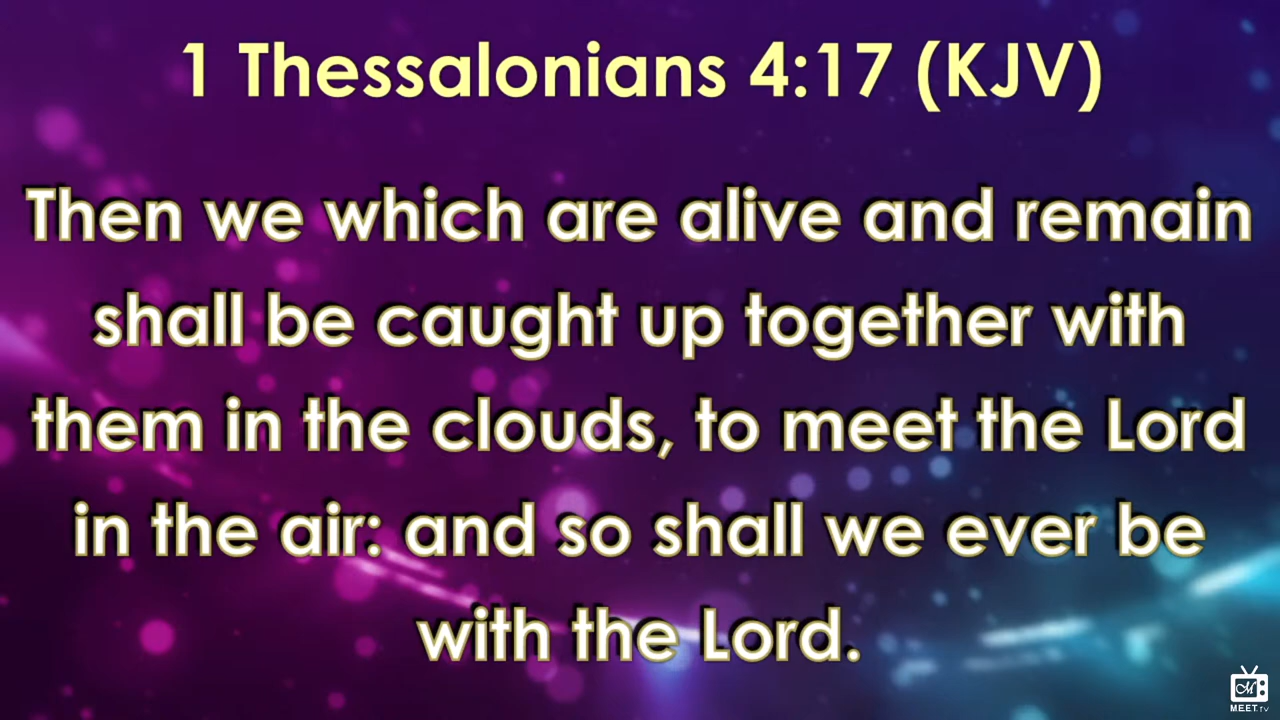 1 Thessalonians 4:17 (KJV)
Then we which are alive and remain
shall be caught up together with
them in the clouds, to meet the Lord
in the air: and so shall we ever be
with the Lord.
M
MEET.tv